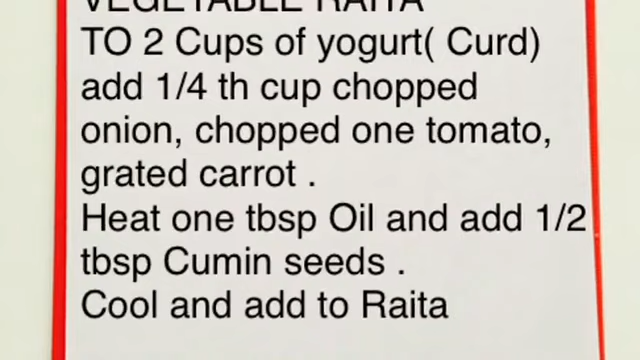 VEGETABLE RAITA
TO 2 Cups of yogurt( Curd)
add 1/4 th cup chopped
onion, chopped one tomato,
grated carrot .
Heat one tbsp Oil and add 1/2
tbsp Cumin seeds .
Cool and add to Raita